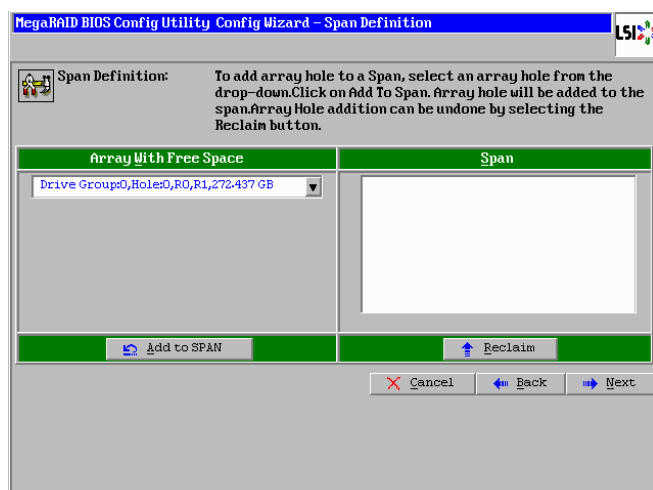 MegaRAID BIOS Config Utility Config Wizard – Span Definition
LSI
Span Definition:
To add array hole to a Span, select an array hole from the
drop-down.Click on Add To Span. Array hole will be added to the
span.Array Hole addition can be undone by selecting the
Reclaim button.
Array With Free Space
Span
Drive Group:0,Hole:0,R0,R1,272.437 GB
Add to SPAN
Reclaim
Cancel
Back
Next